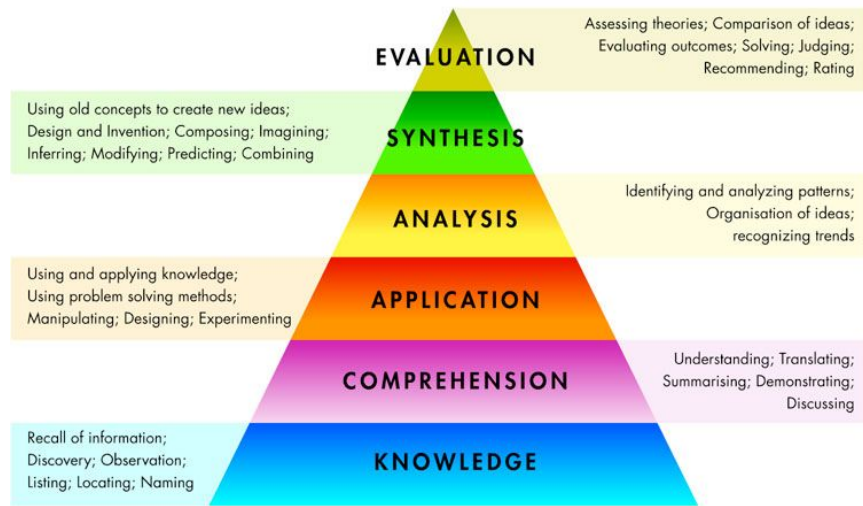 EVALUATION
Assessing theories; Comparison of ideas;
Evaluating outcomes; Solving; Judging;
Recommending; Rating
Using old concepts to create new ideas;
Design and Invention; Composing; Imagining;
Inferring; Modifying; Predicting; Combining
SYNTHESIS
ANALYSIS
Identifying and analyzing patterns;
Organisation of ideas;
recognizing trends
Using and applying knowledge;
Using problem solving methods;
Manipulating; Designing; Experimenting
APPLICATION
COMPREHENSION
Understanding; Translating;
Summarising; Demonstrating;
Discussing
Recall of information;
Discovery; Observation;
Listing; Locating; Naming
KNOWLEDGE